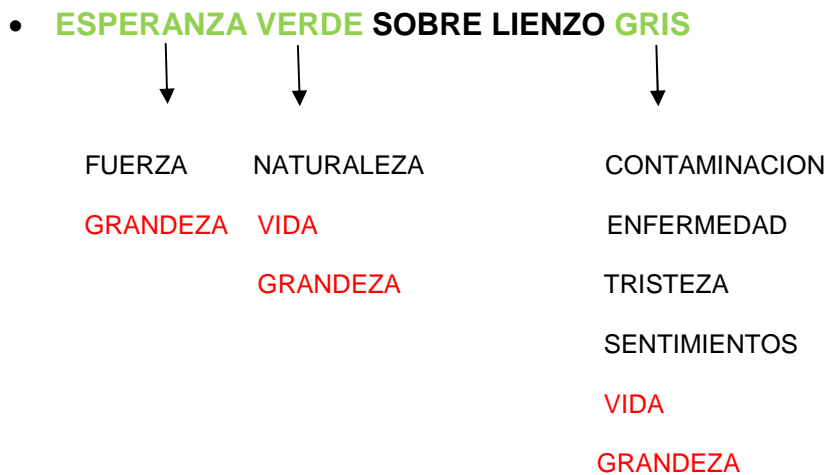 • ESPERANZA VERDE SOBRE LIENZO GRIS
FUERZA NATURALEZA CONTAMINACION
GRANDEZA VIDA ENFERMEDAD
GRANDEZA TRISTEZA
SENTIMIENTOS
VIDA
GRANDEZA